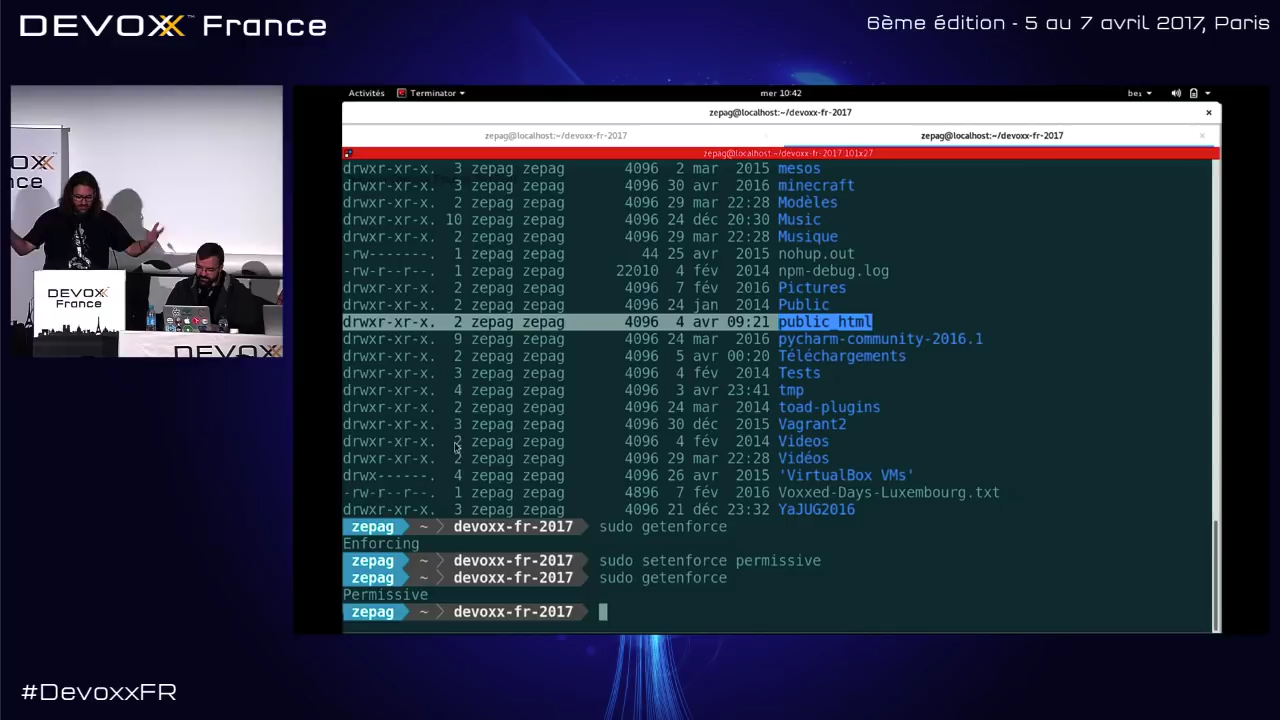 DEVOXX™ France
6ème édition - 5 au 7 avril 2017, Paris
Activités Terminator mer 10:42 be₁
zepag@localhost:~/devoxx-fr-2017
zepag@localhost:~/devoxx-fr-2017 zepag@localhost:~/devoxx-fr-2017
zepag@localhost:~/devoxx-fr-2017 101x27
drwxr-xr-x. 3 zepag zepag 4096 2 mar 2015 mesos
drwxr-xr-x. 3 zepag zepag 4096 30 avr 2016 minecraft
drwxr-xr-x. 2 zepag zepag 4096 29 mar 22:28 Modèles
drwxr-xr-x. 10 zepag zepag 4096 24 déc 20:30 Music
drwxr-xr-x. 2 zepag zepag 4096 29 mar 22:28 Musique
-rw-------. 1 zepag zepag 44 25 avr 2015 nohup.out
-rw-r--r--. 1 zepag zepag 22010 4 fév 2014 npm-debug.log
drwxr-xr-x. 2 zepag zepag 4096 7 fév 2016 Pictures
drwxr-xr-x. 2 zepag zepag 4096 24 jan 2014 Public
drwxr-xr-x. 2 zepag zepag 4096 4 avr 09:21 public_html
drwxr-xr-x. 9 zepag zepag 4096 24 mar 2016 pycharm-community-2016.1
drwxr-xr-x. 2 zepag zepag 4096 5 avr 00:20 Téléchargements
drwxr-xr-x. 3 zepag zepag 4096 4 fév 2014 Tests
drwxr-xr-x. 4 zepag zepag 4096 3 avr 23:41 tmp
drwxr-xr-x. 2 zepag zepag 4096 24 mar 2014 toad-plugins
drwxr-xr-x. 3 zepag zepag 4096 30 déc 2015 Vagrant2
drwxr-xr-x. 2 zepag zepag 4096 4 fév 2014 Videos
drwxr-xr-x. 2 zepag zepag 4096 29 mar 22:28 Vidéos
drwx------. 4 zepag zepag 4096 26 avr 2015 'VirtualBox VMs'
-rw-r--r--. 1 zepag zepag 4896 7 fév 2016 Voxxed-Days-Luxembourg.txt
drwxr-xr-x. 3 zepag zepag 4096 21 déc 23:32 YaJUG2016
zepag ~ devoxx-fr-2017 sudo getenforce
Enforcing
zepag ~ devoxx-fr-2017 sudo setenforce permissive
zepag ~ devoxx-fr-2017 sudo getenforce
Permissive
zepag ~ devoxx-fr-2017
DEVOXX
France
DEVOXX
#DevoxxFR